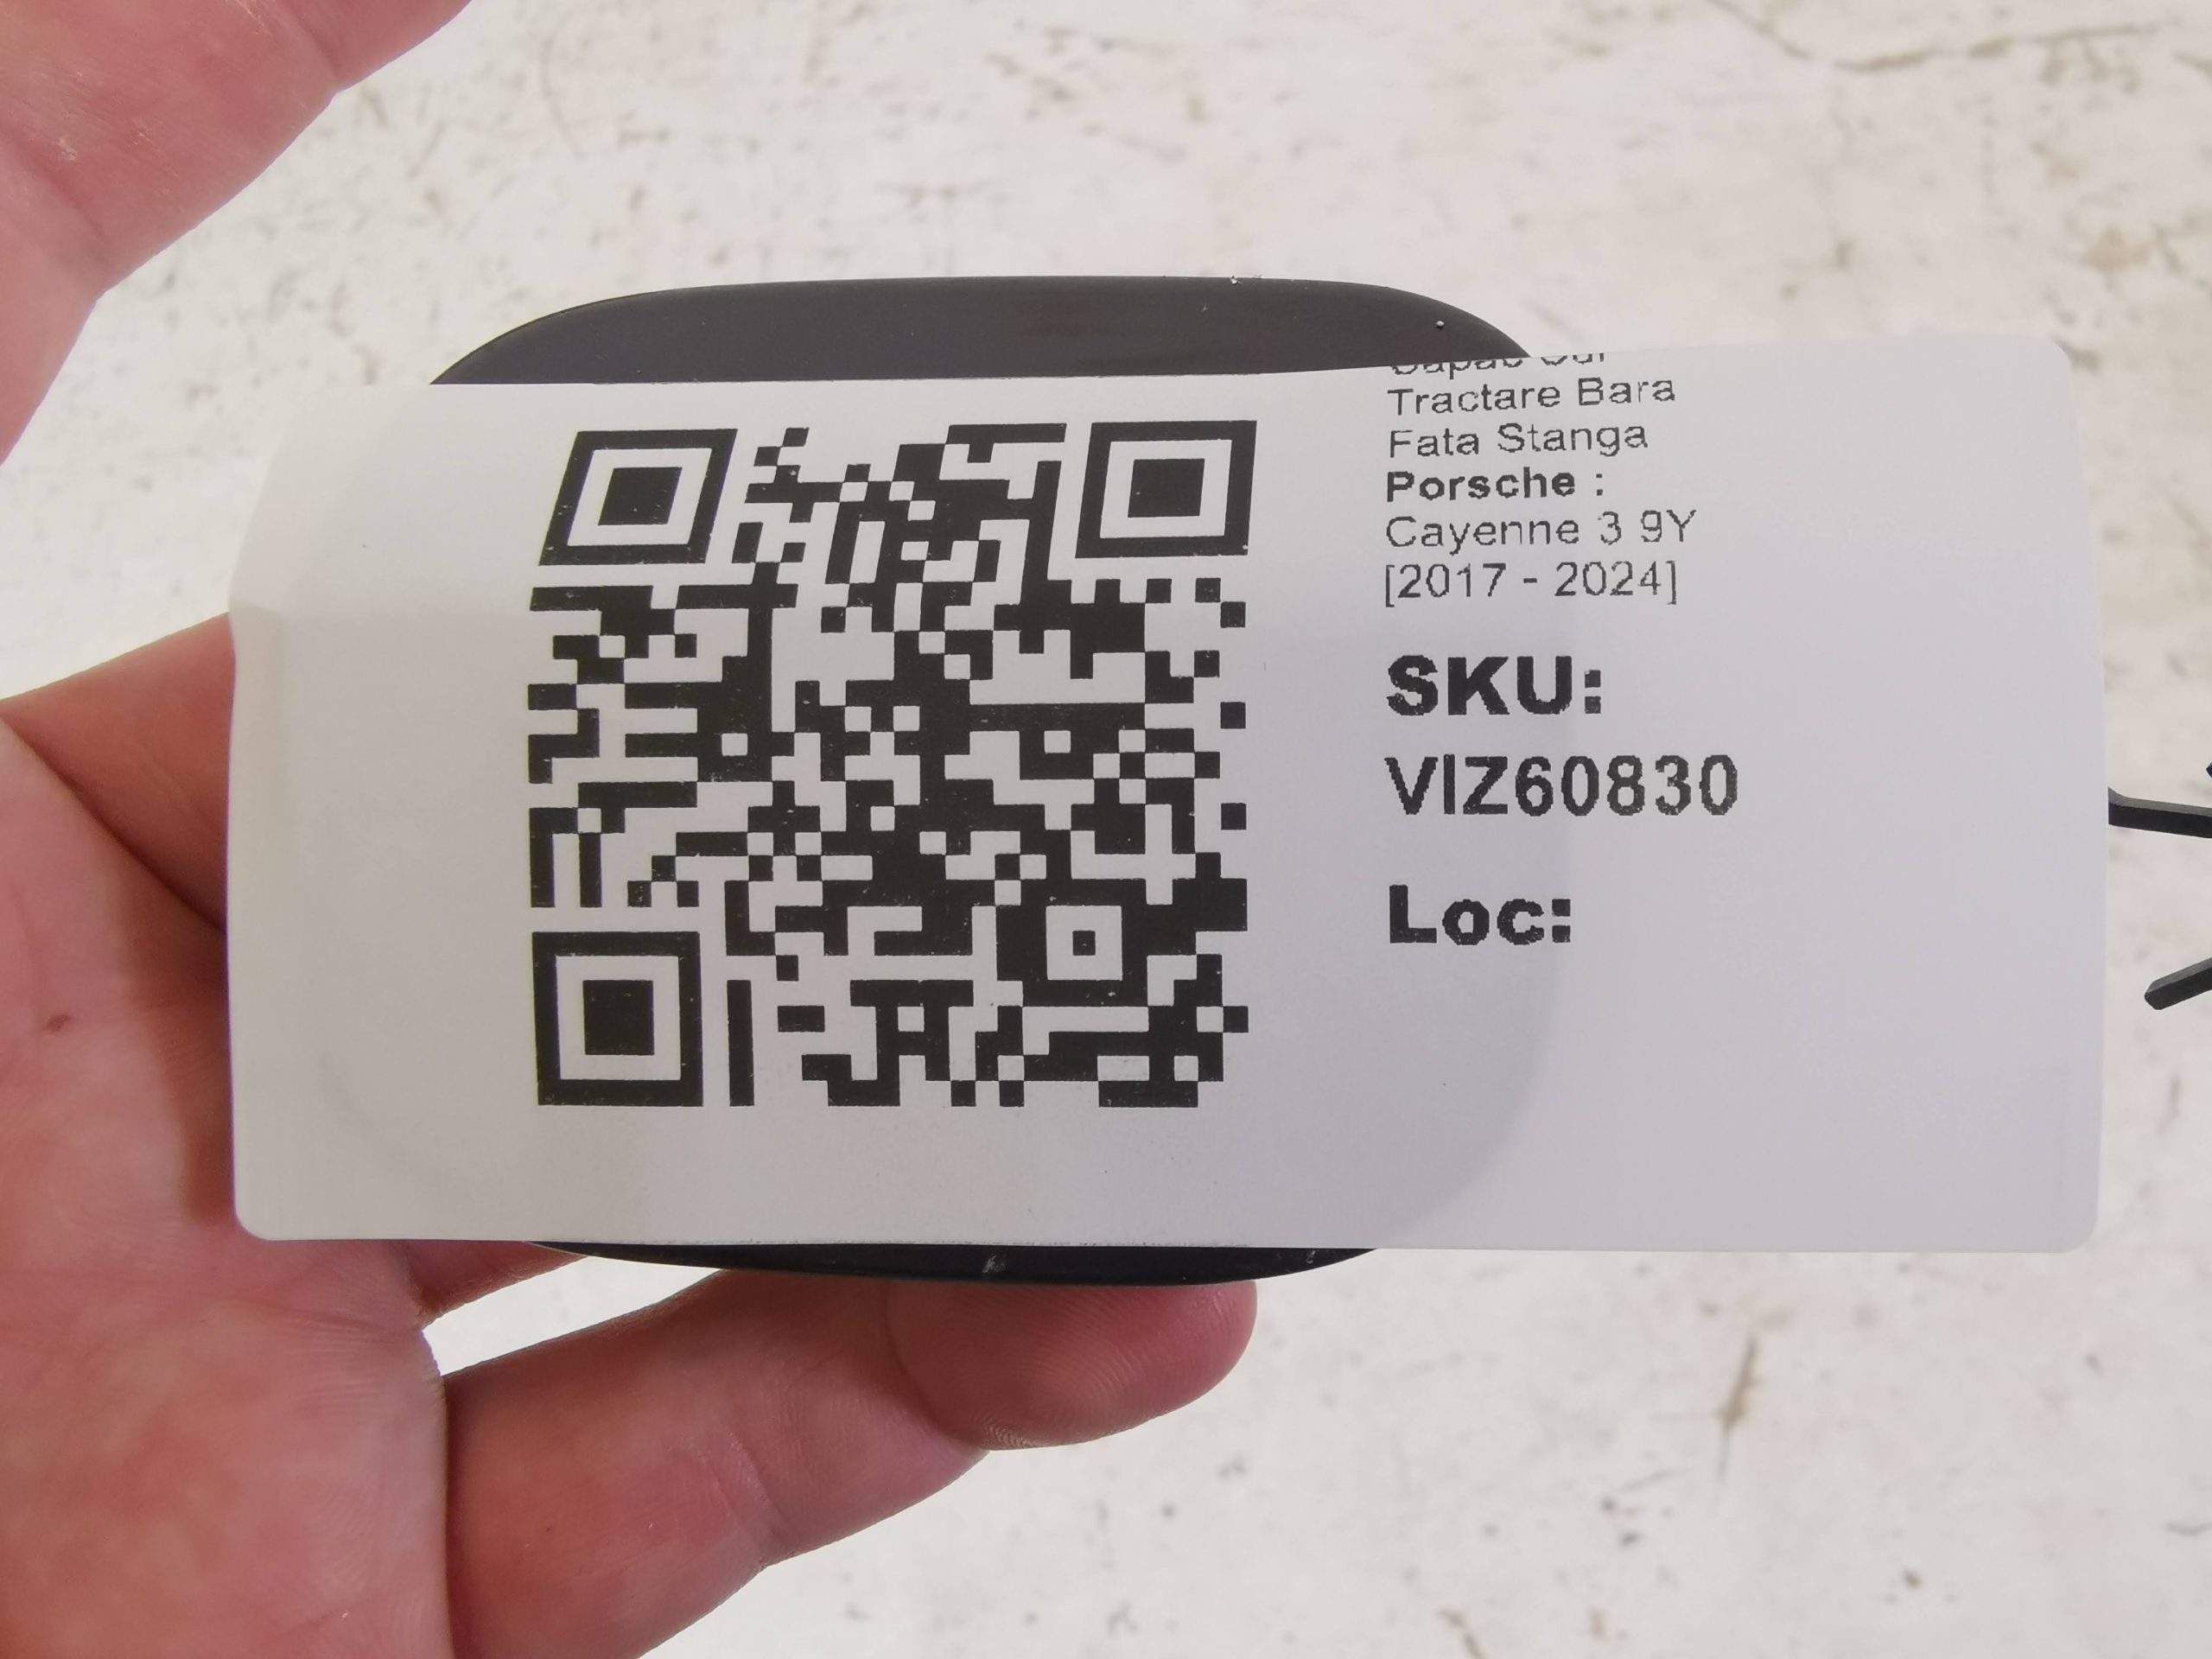 Tractare Bara
Fata Stanga
Porsche :
Cayenne 3 9Y
[2017 - 2024]
SKU:
VIZ60830
Loc: